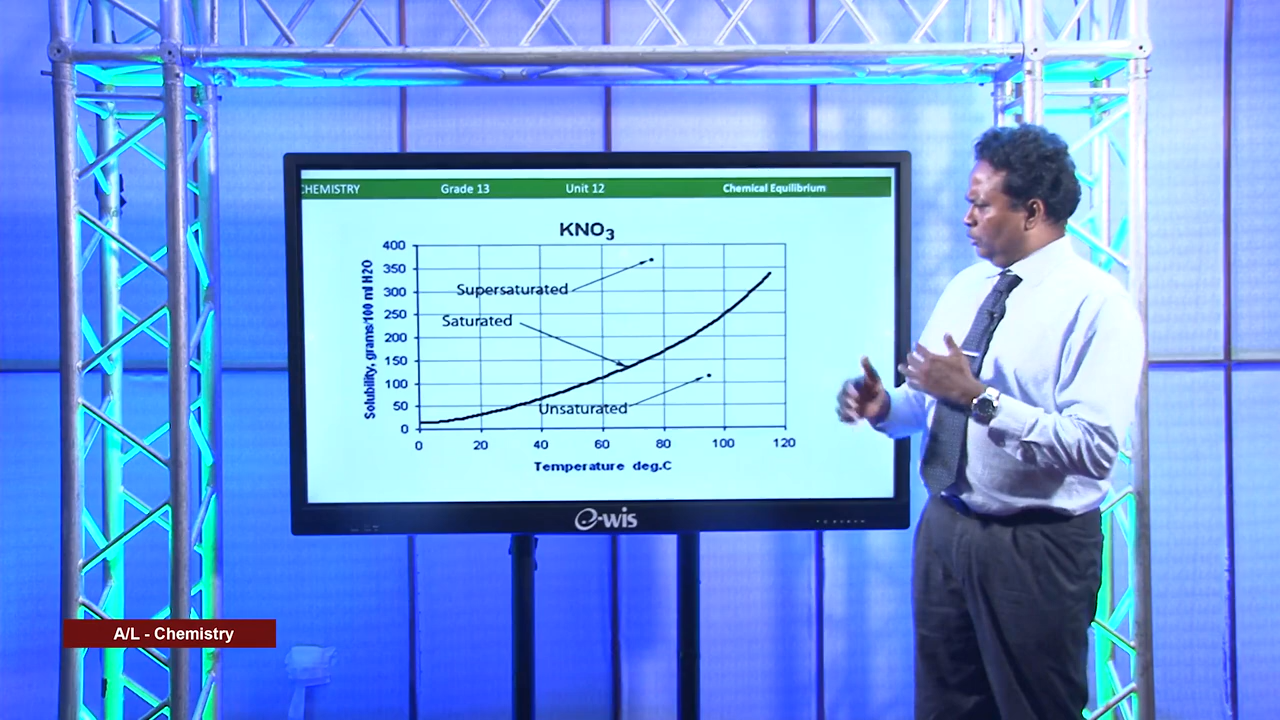 CHEMISTRY Grade 13 Unit 12 Chemical Equilibrium
KNO3
Solubility, grams/100 ml H2O
400
350
300
250
200
150
100
50
0
Supersaturated
Saturated
Unsaturated
0 20 40 60 80 100 120
Temperature deg.C
e-wis
A/L - Chemistry